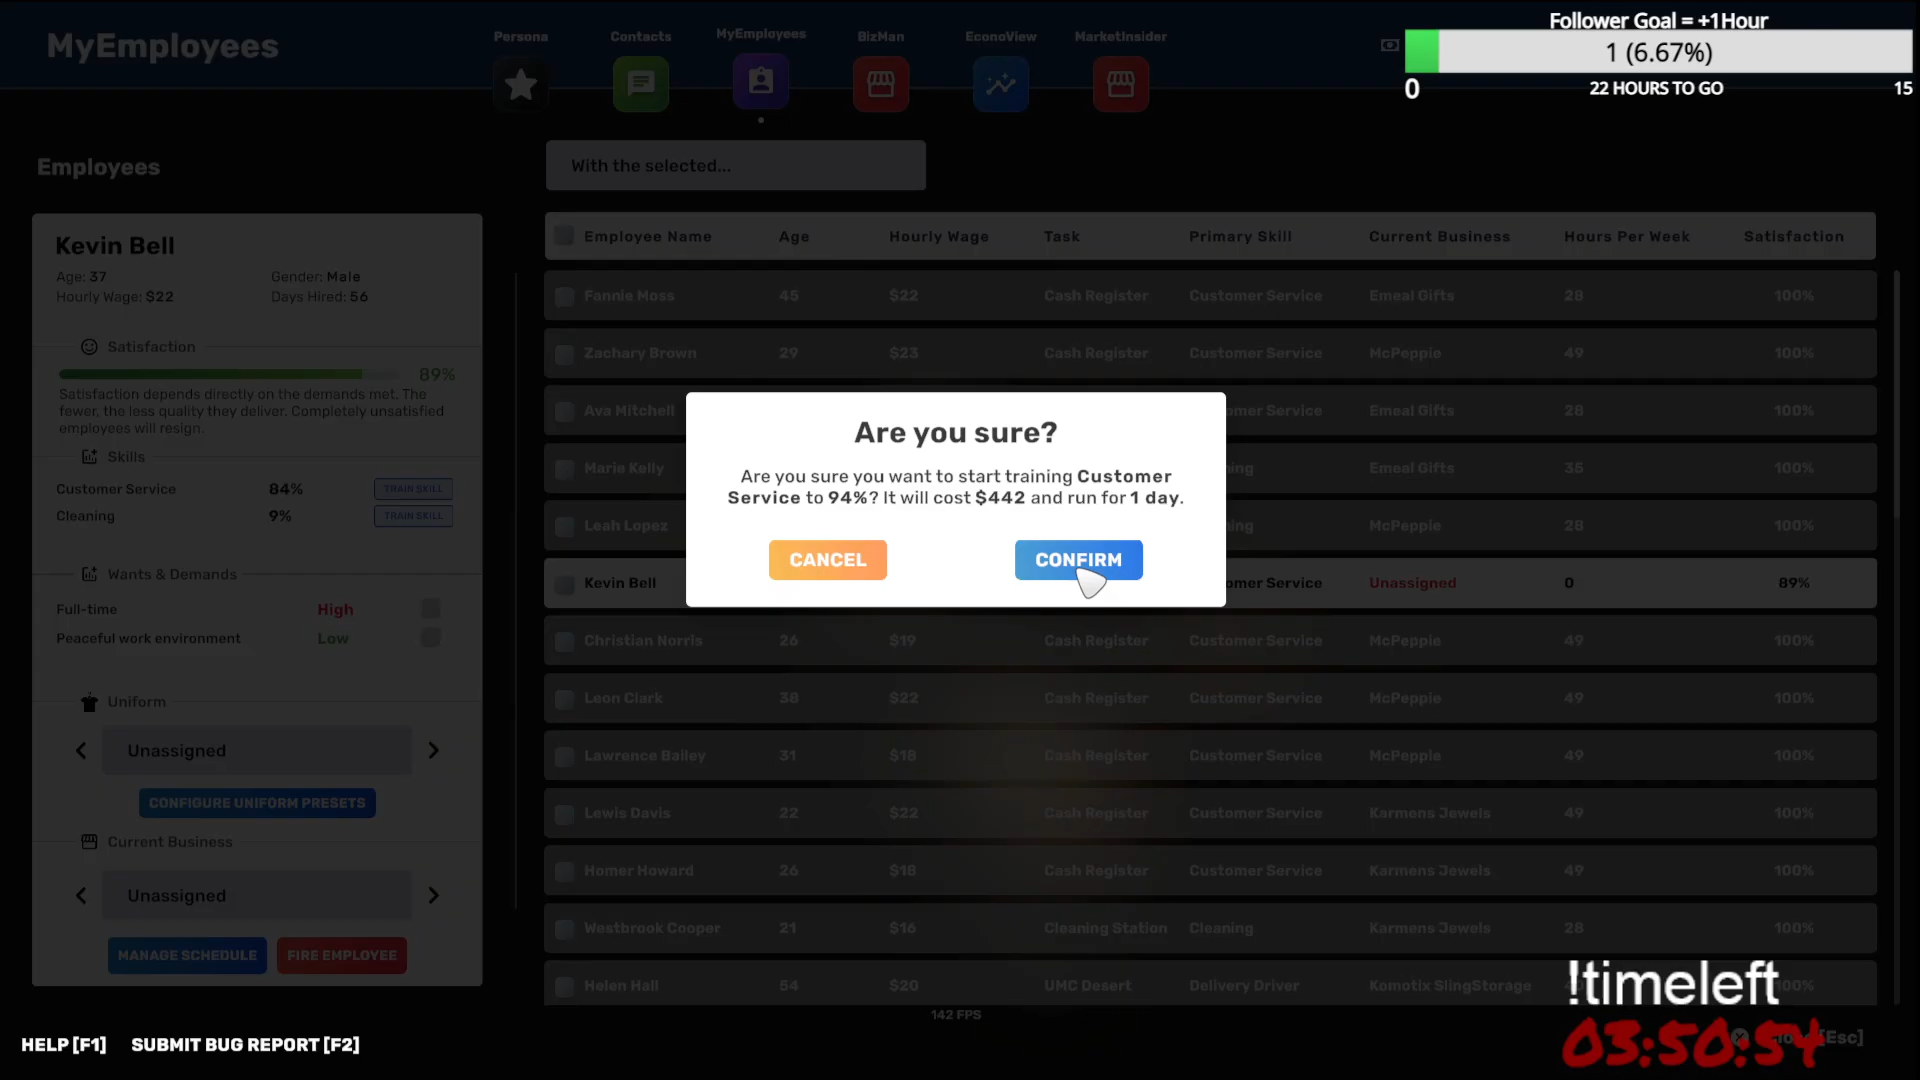 MyEmployees
Persona
Contacts
MyEmployees
BizMan
EconoView
MarketInsider
Follower Goal = +1Hour
1 (6.67%)
0
22 HOURS TO GO
15
Employees
With the selected...
Kevin Bell
Age: 37
Gender: Male
Hourly Wage: $22
Days Hired: 56
Satisfaction
89%
Satisfaction depends directly on the demands met. The
fewer, the less quality they deliver. Completely unsatisfied
employees will resign.
Skills
Customer Service 84% TRAIN SKILL
Cleaning 9% TRAIN SKILL
Wants & Demands
Full-time High
Peaceful work environment Low
Uniform
Unassigned
CONFIGURE UNIFORM PRESETS
Current Business
Unassigned
MANAGE SCHEDULE
FIRE EMPLOYEE
Employee Name Age Hourly Wage Task Primary Skill Current Business Hours Per Week Satisfaction
Fannie Moss 45 $22 Cash Register Customer Service Emeal Gifts 28 100%
Zachary Brown 29 $23 Cash Register Customer Service McPeppie 49 100%
Ava Mitchell Service Emeal Gifts 28 100%
Marie Kelly Emeal Gifts 35 100%
Leah Lopez McPeppie 28 100%
Kevin Bell Service Unassigned 0 89%
Christian Norris 26 $19 Cash Register Customer Service McPeppie 49 100%
Leon Clark 38 $22 Cash Register Customer Service McPeppie 49 100%
Lawrence Bailey 31 $18 Cash Register Customer Service McPeppie 49 100%
Lewis Davis 22 $22 Cash Register Customer Service Karmens Jewels 49 100%
Homer Howard 26 $18 Cash Register Customer Service Karmens Jewels 49 100%
Westbrook Cooper 21 $16 Cleaning Station Cleaning Karmens Jewels 28 100%
Helen Hall 54 $20 UMC Desert Delivery Driver Komotix SlingStorage
Are you sure?
Are you sure you want to start training Customer
Service to 94%? It will cost $442 and run for 1 day.
CANCEL
CONFIRM
!timeleft
03:50:54
142 FPS
HELP [F1]
SUBMIT BUG REPORT [F2]
[Esc]